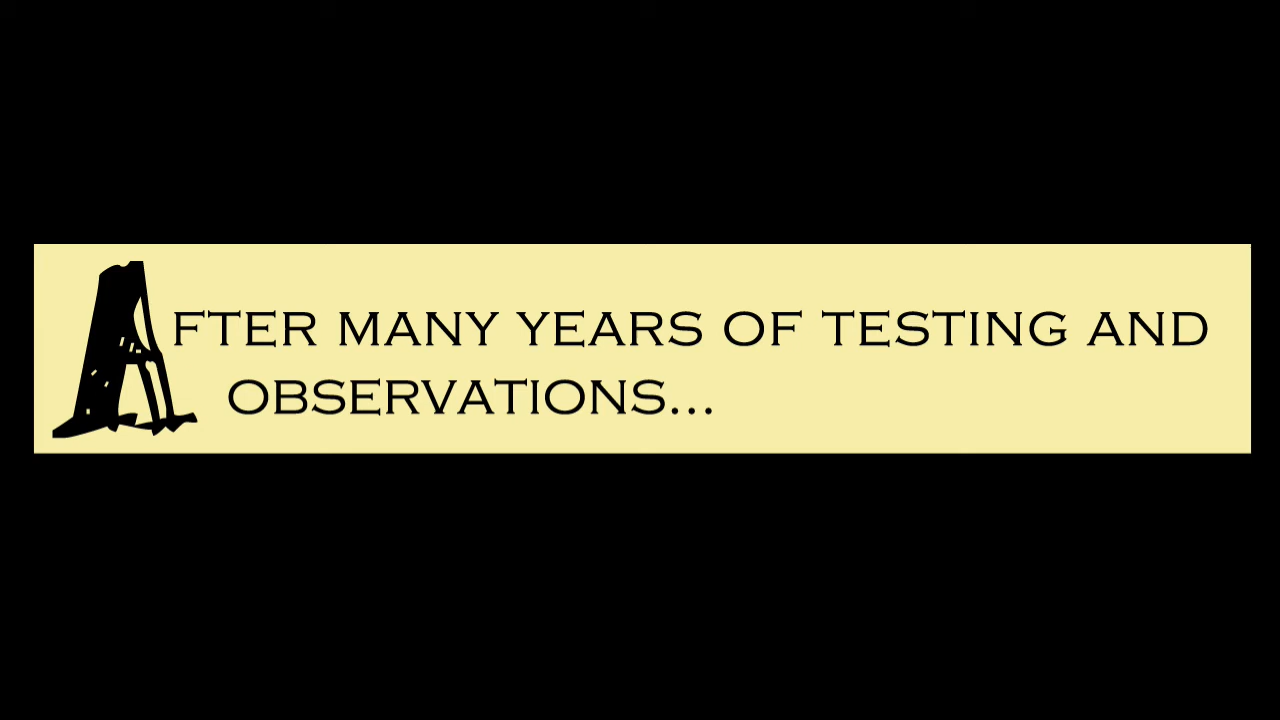 AFTER MANY YEARS OF TESTING AND
OBSERVATIONS...